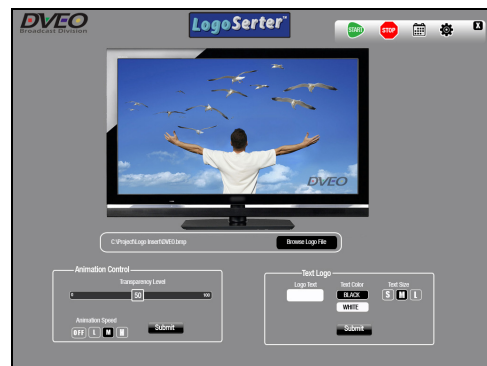 DVEO
Broadcast Division
LogoSerter™
START
STOP
X
DVEO
C:\Project\Logo Insert\DVEO.bmp
Browse Logo File
Animation Control
Transparency Level
0 50 100
Animation Speed
OFF L M H
Submit
Text Logo
Logo Text
Text Color
Text Size
BLACK
WHITE
S M L
Submit